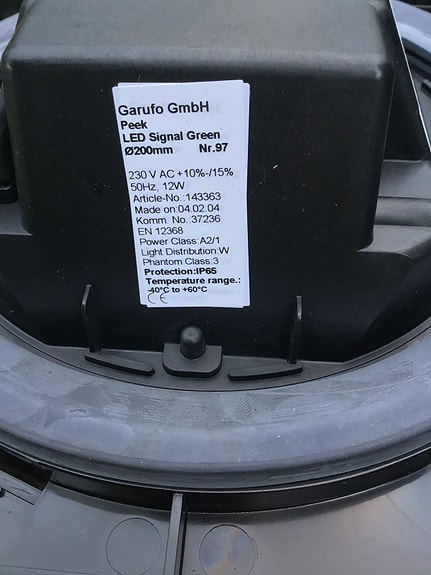 Garufo GmbH
Peek
LED Signal Green
Ø200mm Nr.97
230 V AC +10%-/15%
50Hz, 12W
Article-No.:143363
Made on:04.02.04
Komm. No.:37236
EN 12368
Power Class:A2/1
Light Distribution:W
Phantom Class:3
Protection:IP65
Temperature range.:
-40°C to +60°C
CE